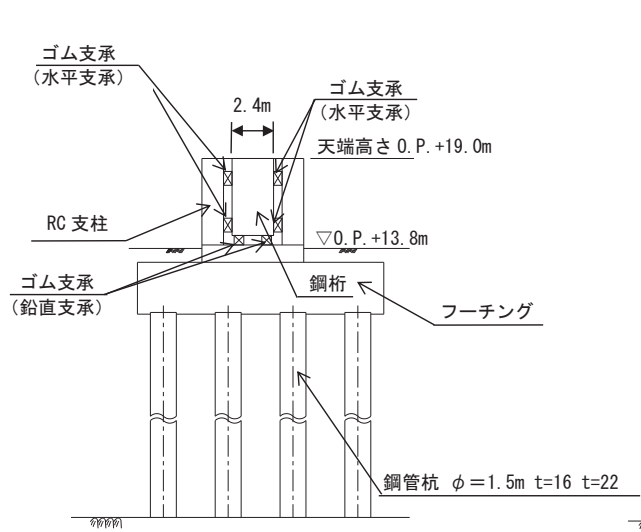 ゴム支承
(水平支承)
ゴム支承
(水平支承)
2.4m
天端高さ O.P.+19.0m
RC 支柱
▽O.P.+13.8m
ゴム支承
(鉛直支承)
鋼桁
フーチング
鋼管杭 φ＝1.5m t=16 t=22